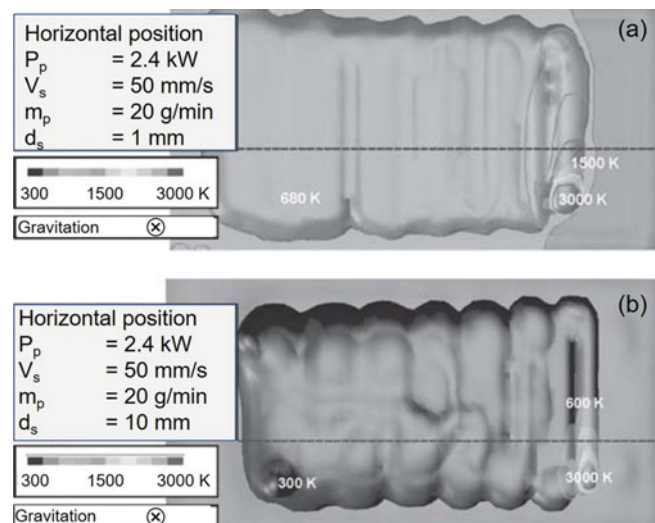 (a)
Horizontal position
Pp = 2.4 kW
Vs = 50 mm/s
mp = 20 g/min
ds = 1 mm
300 1500 3000 K
Gravitation ⊗
680 K
1500 K
3000 K
(b)
Horizontal position
Pp = 2.4 kW
Vs = 50 mm/s
mp = 20 g/min
ds = 10 mm
300 1500 3000 K
Gravitation ⊗
600 K
300 K
3000 K